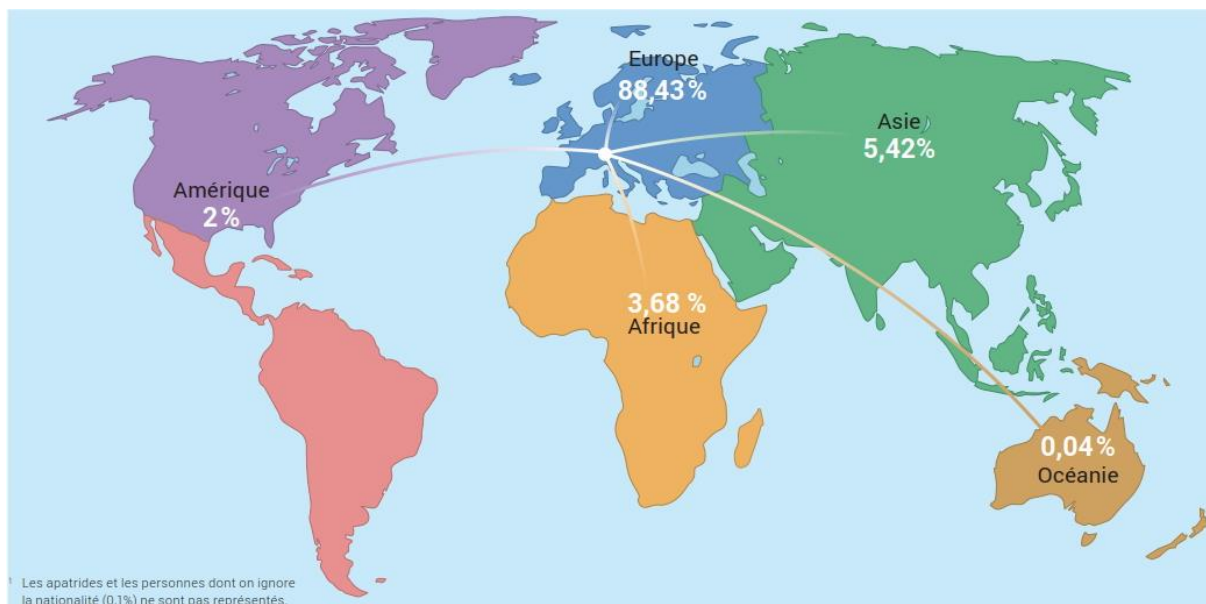 Europe
88,43%
Asie
5,42%
Amérique
2%
3,68 %
Afrique
0,04%
Océanie
1 Les apatrides et les personnes dont on ignore
la nationalité (0,1%) ne sont pas représentés.